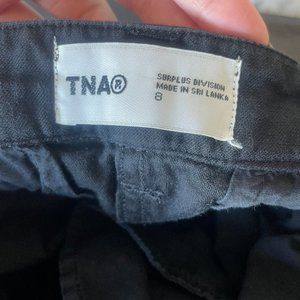 TNA®
SURPLUS DIVISION
MADE IN SRI LANKA
8